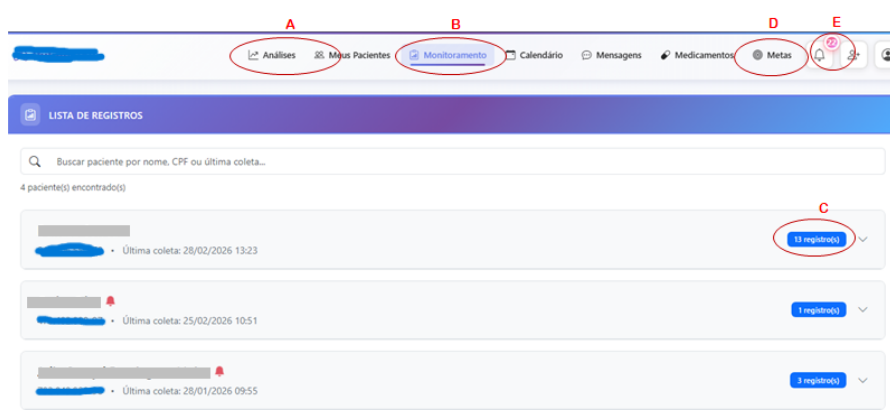 A B D E
Análises Meus Pacientes Monitoramento Calendário Mensagens Medicamentos Metas 22
LISTA DE REGISTROS
Buscar paciente por nome, CPF ou última coleta...
4 paciente(s) encontrado(s)
C
• Última coleta: 28/02/2026 13:23 13 registro(s)
• Última coleta: 25/02/2026 10:51 1 registro(s)
• Última coleta: 28/01/2026 09:55 3 registro(s)